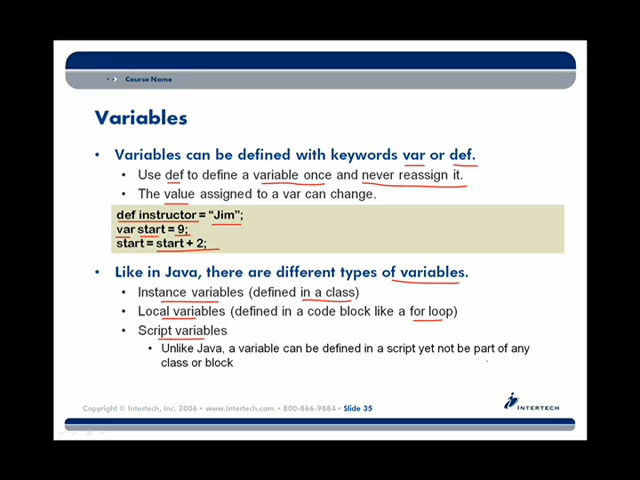 Course Name
Variables
• Variables can be defined with keywords var or def.
• Use def to define a variable once and never reassign it.
• The value assigned to a var can change.
def instructor = “Jim”;
var start = 9;
start = start + 2;
• Like in Java, there are different types of variables.
• Instance variables (defined in a class)
• Local variables (defined in a code block like a for loop)
• Script variables
• Unlike Java, a variable can be defined in a script yet not be part of any
class or block
Copyright © Intertech, Inc. 2006 • www.Intertech.com • 800-866-9884 • Slide 35
INTERTECH